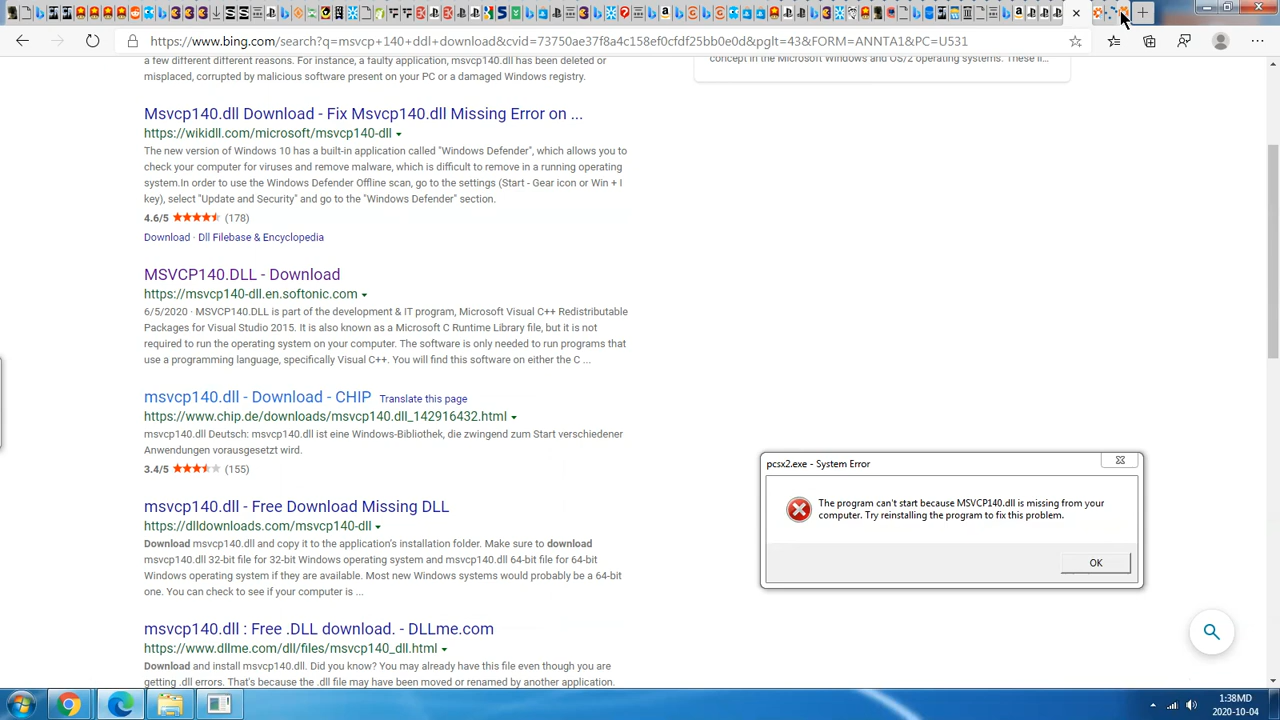 https://www.bing.com/search?q=msvcp+140+ddl+download&cvid=73750ae37f8a4c158ef0cfdf25bb0e0d&pglt=43&FORM=ANNTA1&PC=U531
a few different different reasons. For instance, a faulty application, msvcp140.dll has been deleted or
misplaced, corrupted by malicious software present on your PC or a damaged Windows registry.
concept in the Microsoft Windows and OS/2 operating systems. These li...
Msvcp140.dll Download - Fix Msvcp140.dll Missing Error on ...
https://wikidll.com/microsoft/msvcp140-dll
The new version of Windows 10 has a built-in application called "Windows Defender", which allows you to
check your computer for viruses and remove malware, which is difficult to remove in a running operating
system.In order to use the Windows Defender Offline scan, go to the settings (Start - Gear icon or Win + I
key), select "Update and Security" and go to the "Windows Defender" section.
4.6/5 (178)
Download · Dll Filebase & Encyclopedia
MSVCP140.DLL - Download
https://msvcp140-dll.en.softonic.com
6/5/2020 · MSVCP140.DLL is part of the development & IT program, Microsoft Visual C++ Redistributable
Packages for Visual Studio 2015. It is also known as a Microsoft C Runtime Library file, but it is not
required to run the operating system on your computer. The software is only needed to run programs that
use a programming language, specifically Visual C++. You will find this software on either the C ...
msvcp140.dll - Download - CHIP Translate this page
https://www.chip.de/downloads/msvcp140.dll_142916432.html
msvcp140.dll Deutsch: msvcp140.dll ist eine Windows-Bibliothek, die zwingend zum Start verschiedener
Anwendungen vorausgesetzt wird.
3.4/5 (155)
msvcp140.dll - Free Download Missing DLL
https://dlldownloads.com/msvcp140-dll
Download msvcp140.dll and copy it to the application's installation folder. Make sure to download
msvcp140.dll 32-bit file for 32-bit Windows operating system and msvcp140.dll 64-bit file for 64-bit
Windows operating system if they are available. Most new Windows systems would probably be a 64-bit
one. You can check to see if your computer is ...
msvcp140.dll : Free .DLL download. - DLLme.com
https://www.dllme.com/dll/files/msvcp140_dll.html
Download and install msvcp140.dll. Did you know? You may already have this file even though you are
getting .dll errors. That's because the .dll file may have been moved or renamed by another application.
pcsx2.exe - System Error
The program can't start because MSVCP140.dll is missing from your
computer. Try reinstalling the program to fix this problem.
OK
1:38MD
2020-10-04